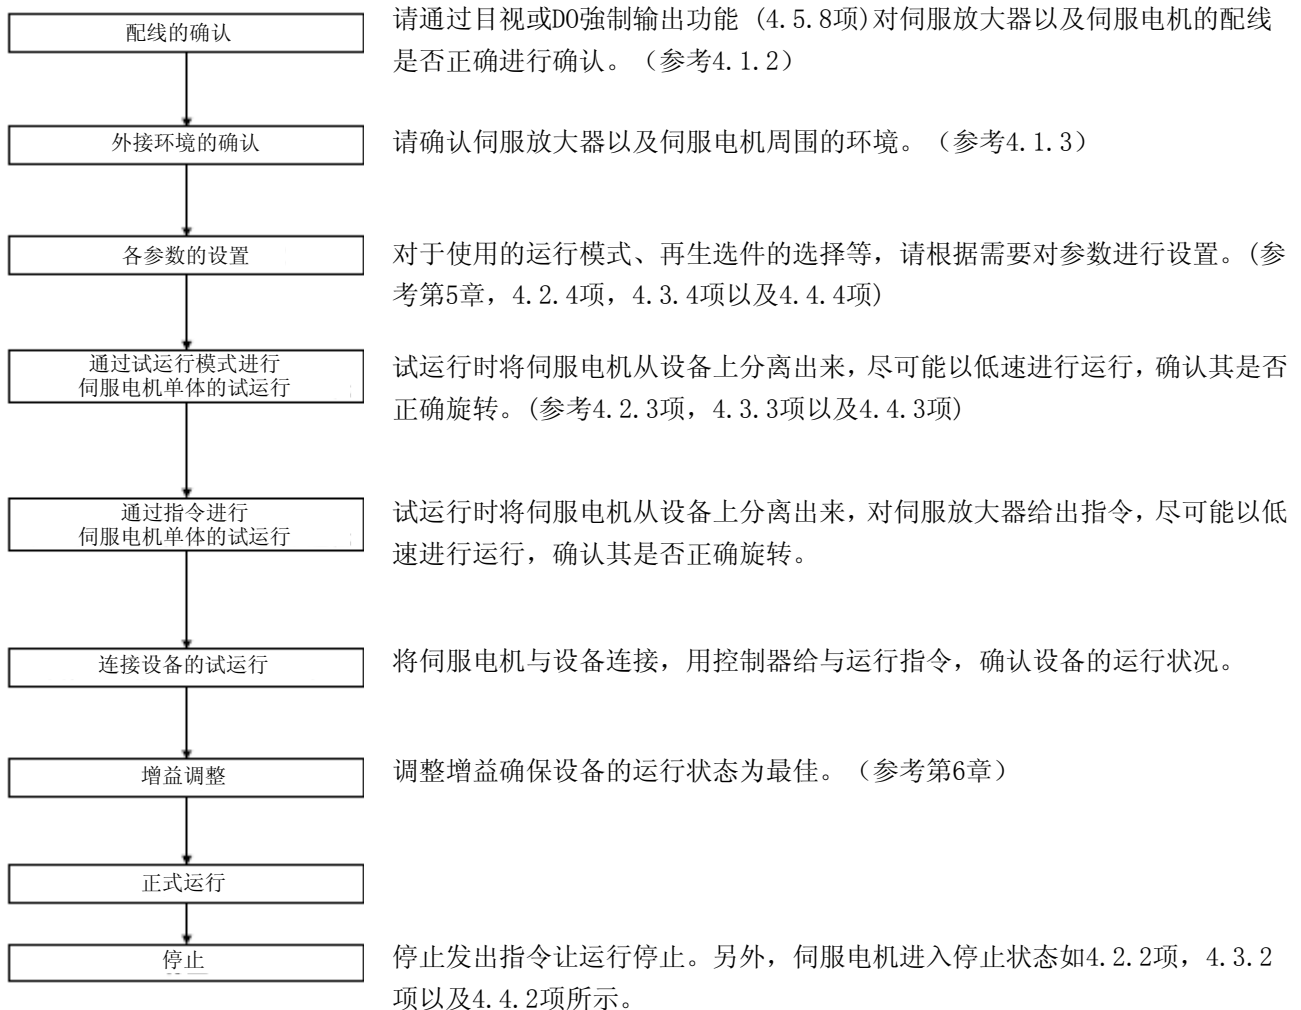 配线的确认
请通过目视或DO強制输出功能 (4.5.8项)对伺服放大器以及伺服电机的配线
是否正确进行确认。（参考4.1.2）
外接环境的确认
请确认伺服放大器以及伺服电机周围的环境。（参考4.1.3）
各参数的设置
对于使用的运行模式、再生选件的选择等，请根据需要对参数进行设置。(参
考第5章，4.2.4项，4.3.4项以及4.4.4项)
通过试运行模式进行
伺服电机单体的试运行
试运行时将伺服电机从设备上分离出来，尽可能以低速进行运行，确认其是否
正确旋转。(参考4.2.3项，4.3.3项以及4.4.3项)
通过指令进行
伺服电机单体的试运行
试运行时将伺服电机从设备上分离出来，对伺服放大器给出指令，尽可能以低
速进行运行，确认其是否正确旋转。
连接设备的试运行
将伺服电机与设备连接，用控制器给与运行指令，确认设备的运行状况。
增益调整
调整增益确保设备的运行状态为最佳。（参考第6章）
正式运行
停止
停止发出指令让运行停止。另外，伺服电机进入停止状态如4.2.2项，4.3.2
项以及4.4.2项所示。